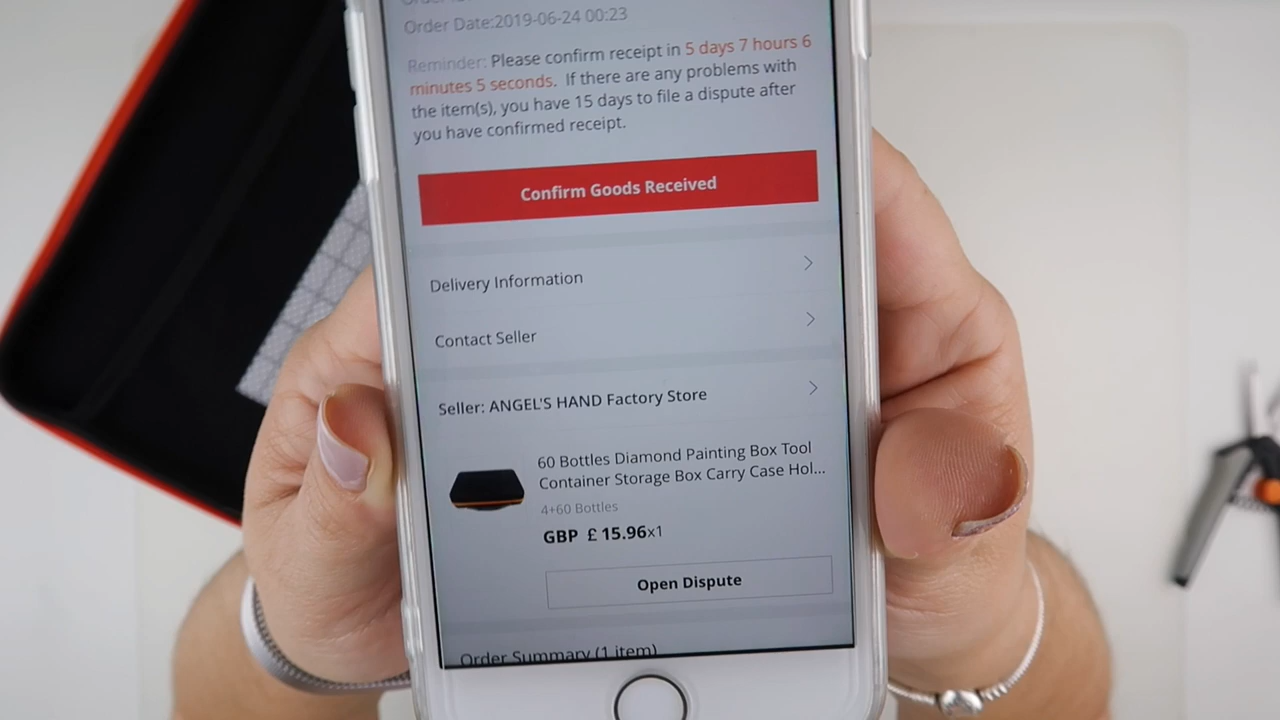 Order Date:2019-06-24 00:23
Reminder: Please confirm receipt in 5 days 7 hours 6
minutes 5 seconds. If there are any problems with
the item(s), you have 15 days to file a dispute after
you have confirmed receipt.
Confirm Goods Received
Delivery Information
Contact Seller
Seller: ANGEL'S HAND Factory Store
60 Bottles Diamond Painting Box Tool
Container Storage Box Carry Case Hol...
4+60 Bottles
GBP £ 15.96x1
Open Dispute
Order Summary (1 item)